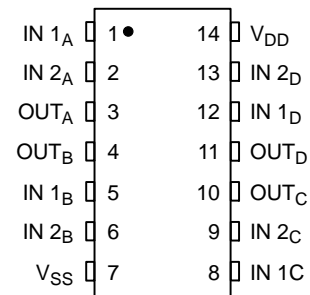 IN 1A 1 14 VDD
IN 2A 2 13 IN 2D
OUTA 3 12 IN 1D
OUTB 4 11 OUTD
IN 1B 5 10 OUTC
IN 2B 6 9 IN 2C
VSS 7 8 IN 1C